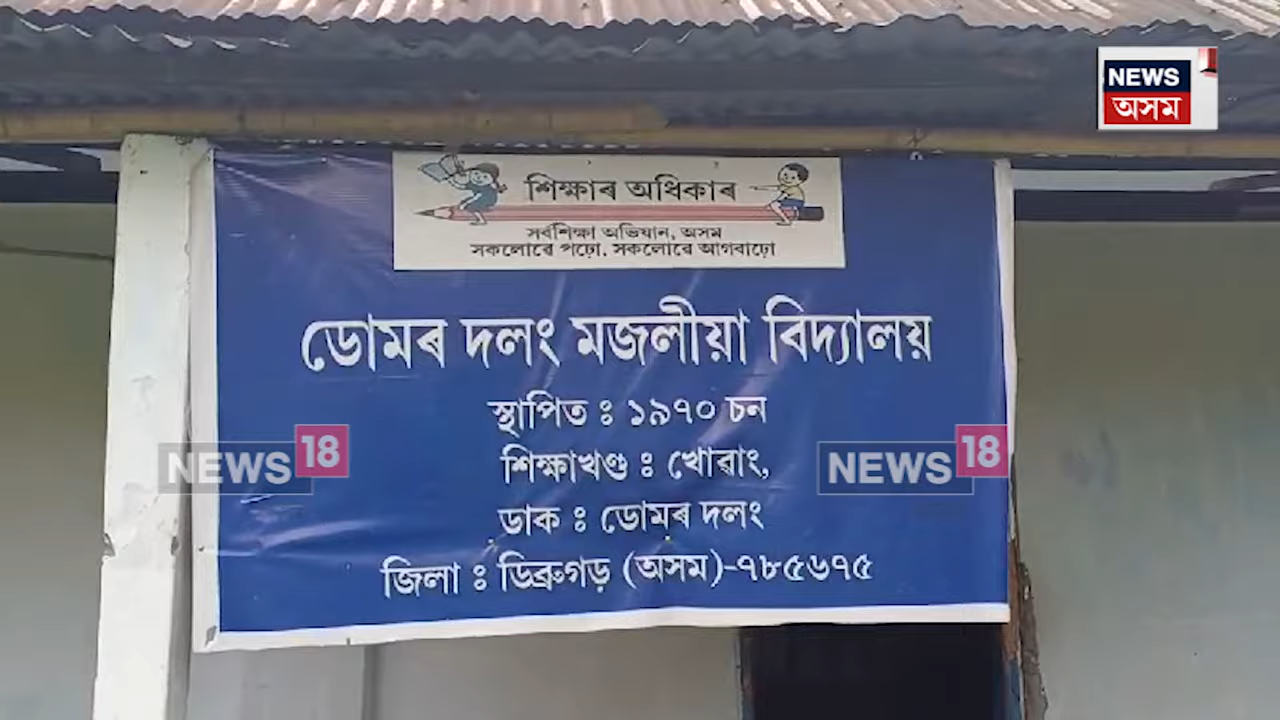 NEWS
অসম
শিক্ষাৰ অধিকাৰ
সৰ্বশিক্ষা অভিযান, অসম
সকলোৱে পঢ়ো, সকলোৱে আগবাঢ়ো
ডোমৰ দলং মজলীয়া বিদ্যালয়
স্থাপিত ঃ ১৯৭০ চন
শিক্ষাখণ্ড ঃ খোৱাং,
ডাক ঃ ডোমৰ দলং
জিলা ঃ ডিব্ৰুগড় (অসম)-৭৮৫৬৭৫
NEWS18
NEWS18